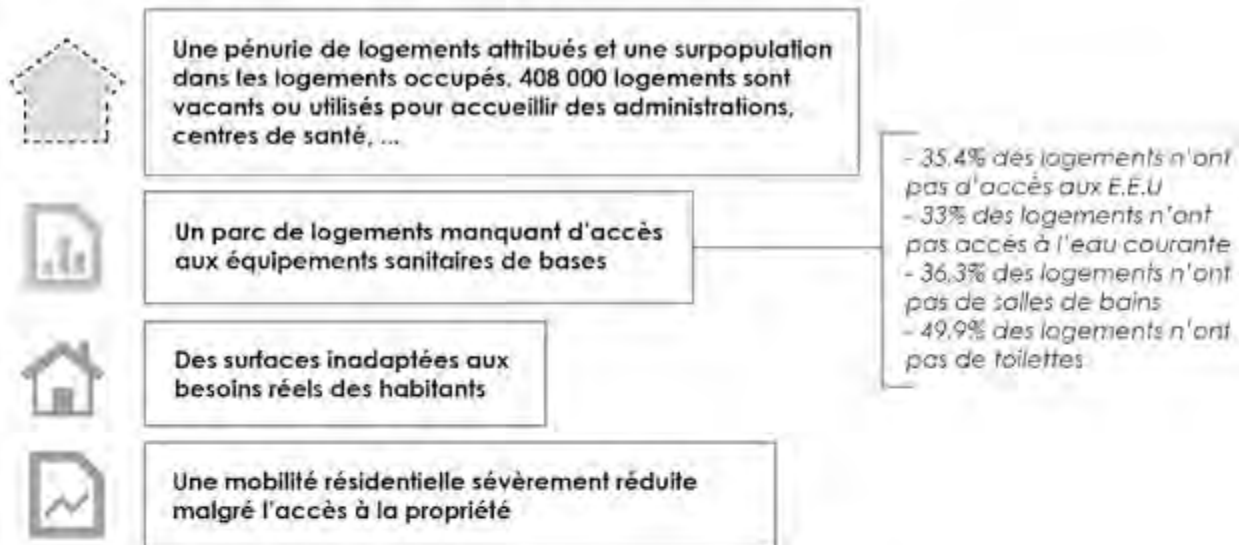 Une pénurie de logements attribués et une surpopulation
dans les logements occupés. 408 000 logements sont
vacants ou utilisés pour accueillir des administrations,
centres de santé, ...
Un parc de logements manquant d'accès
aux équipements sanitaires de bases
- 35.4% des logements n'ont
pas d'accès aux E.E.U
- 33% des logements n'ont
pas accès à l'eau courante
- 36.3% des logements n'ont
pas de salles de bains
- 49.9% des logements n'ont
pas de toilettes
Des surfaces inadaptées aux
besoins réels des habitants
Une mobilité résidentielle sévèrement réduite
malgré l'accès à la propriété